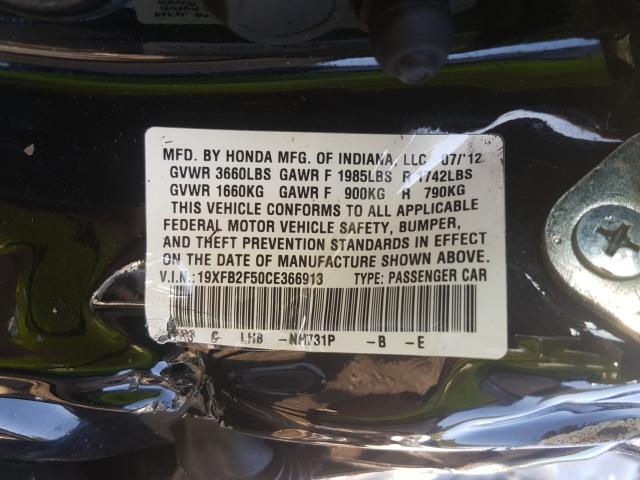 MFD. BY HONDA MFG. OF INDIANA, LLC 07/'12
GVWR 3660LBS GAWR F 1985LBS R 1742LBS
GVWR 1660KG GAWR F 900KG R 790KG
THIS VEHICLE CONFORMS TO ALL APPLICABLE
FEDERAL MOTOR VEHICLE SAFETY, BUMPER,
AND THEFT PREVENTION STANDARDS IN EFFECT
ON THE DATE OF MANUFACTURE SHOWN ABOVE.
V.I.N.: 19XFB2F50CE366913 TYPE: PASSENGER CAR
LH8 -NH731P -B -E